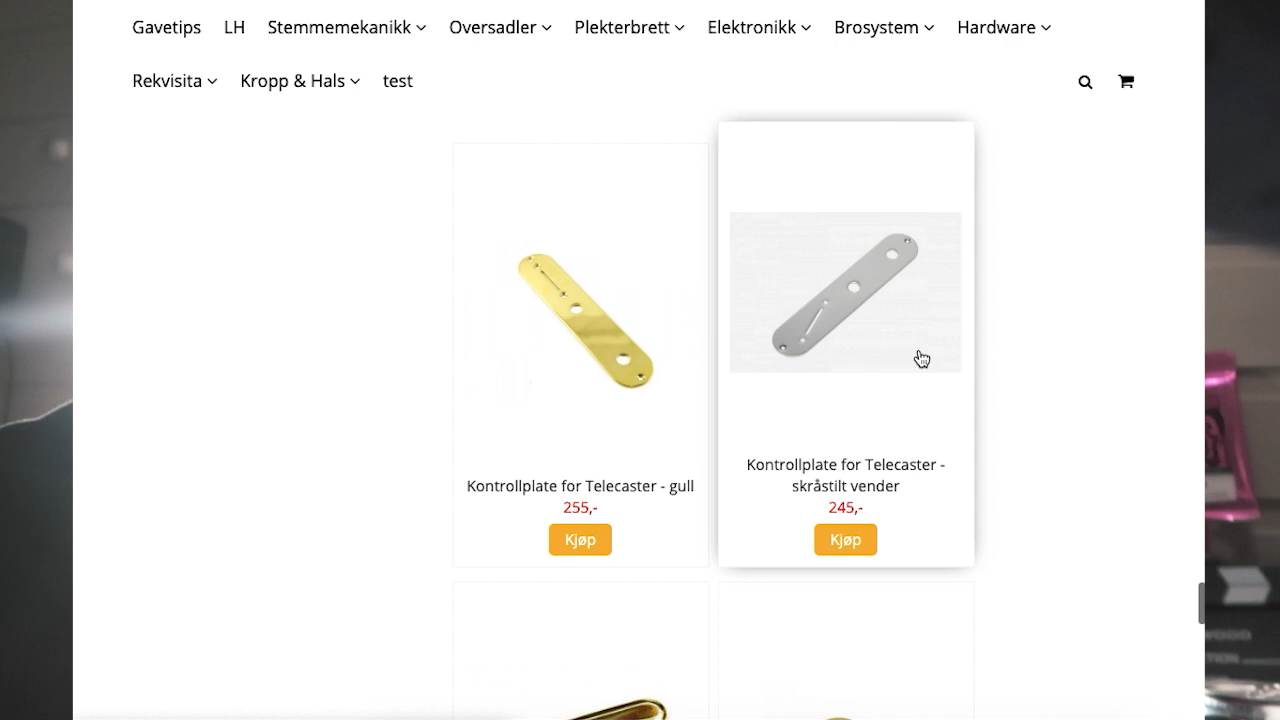 Gavetips LH Stemmemekanikk Oversadler Plekterbrett Elektronikk Brosystem Hardware
Rekvisita Kropp & Hals test
Kontrollplate for Telecaster - gull
255,-
Kjøp
Kontrollplate for Telecaster -
skråstilt vender
245,-
Kjøp